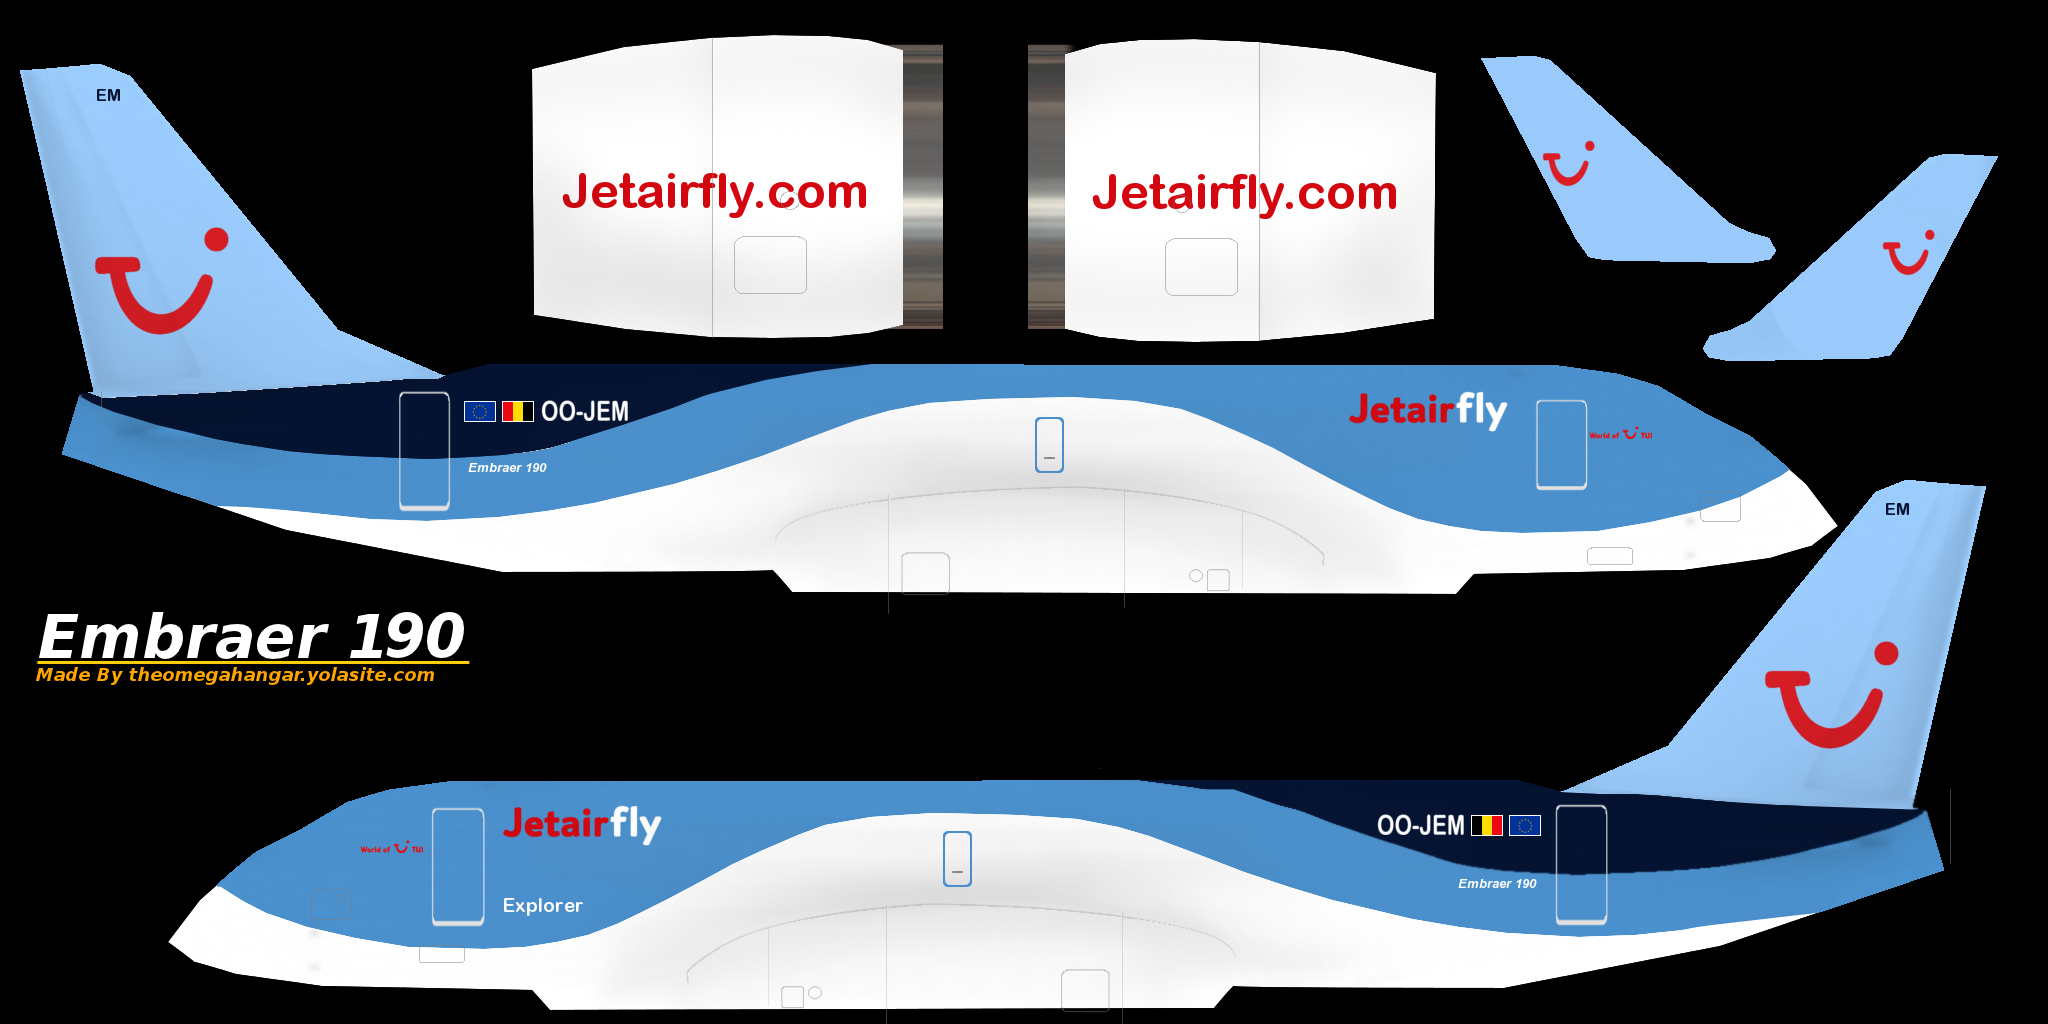 EM
Jetairfly.com
Jetairfly.com
OO-JEM
Embraer 190
Jetairfly
World of TUI
EM
Embraer 190
Made By theomegahangar.yolasite.com
World of TUI
Jetairfly
Explorer
OO-JEM
Embraer 190